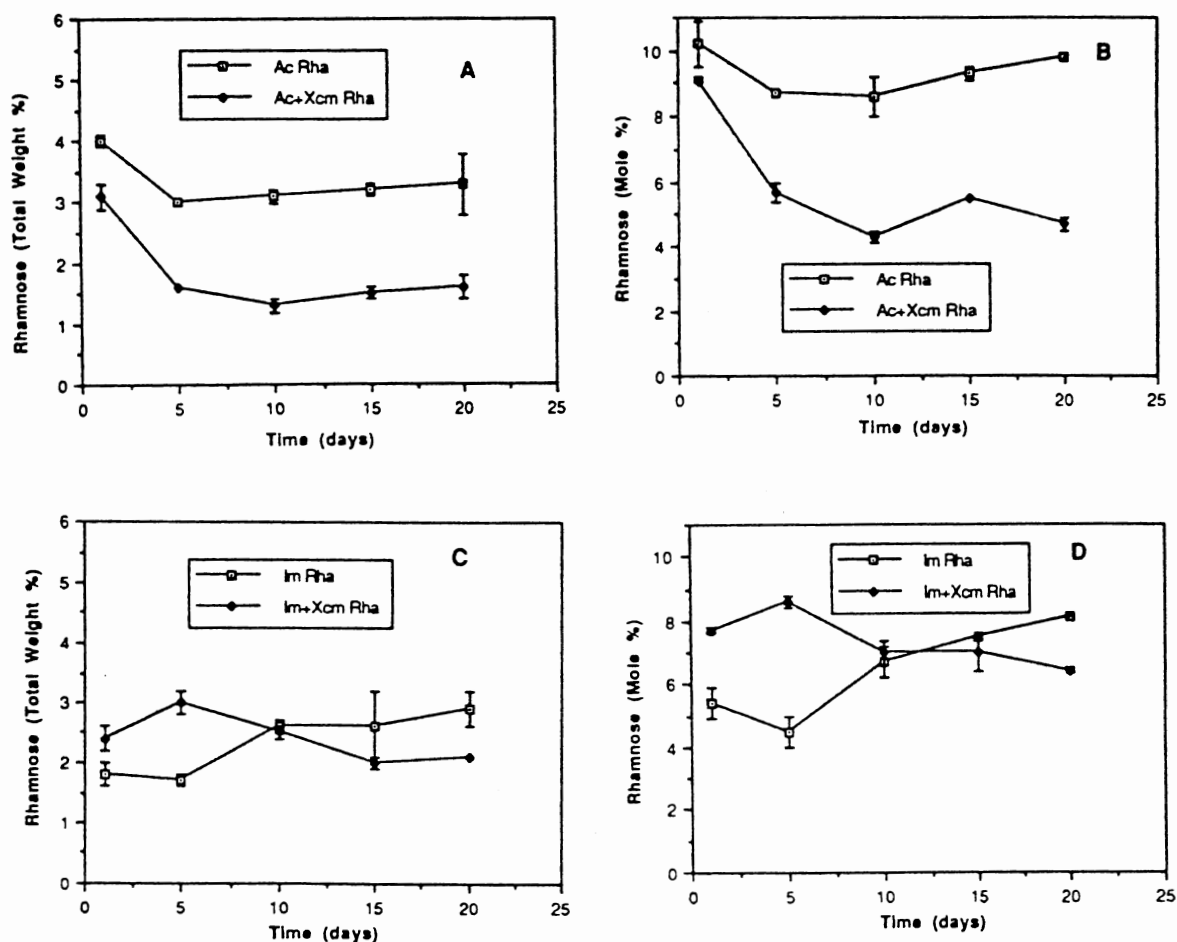 A
Ac Rha
Ac+Xcm Rha
Rhamnose (Total Weight %)
6
5
4
3
2
1
0
0 5 10 15 20 25
Time (days)
B
Ac Rha
Ac+Xcm Rha
Rhamnose (Mole %)
10
8
6
4
2
0
0 5 10 15 20 25
Time (days)
C
Im Rha
Im+Xcm Rha
Rhamnose (Total Weight %)
6
5
4
3
2
1
0
0 5 10 15 20 25
Time (days)
D
Im Rha
Im+Xcm Rha
Rhamnose (Mole %)
10
8
6
4
2
0
0 5 10 15 20 25
Time (days)